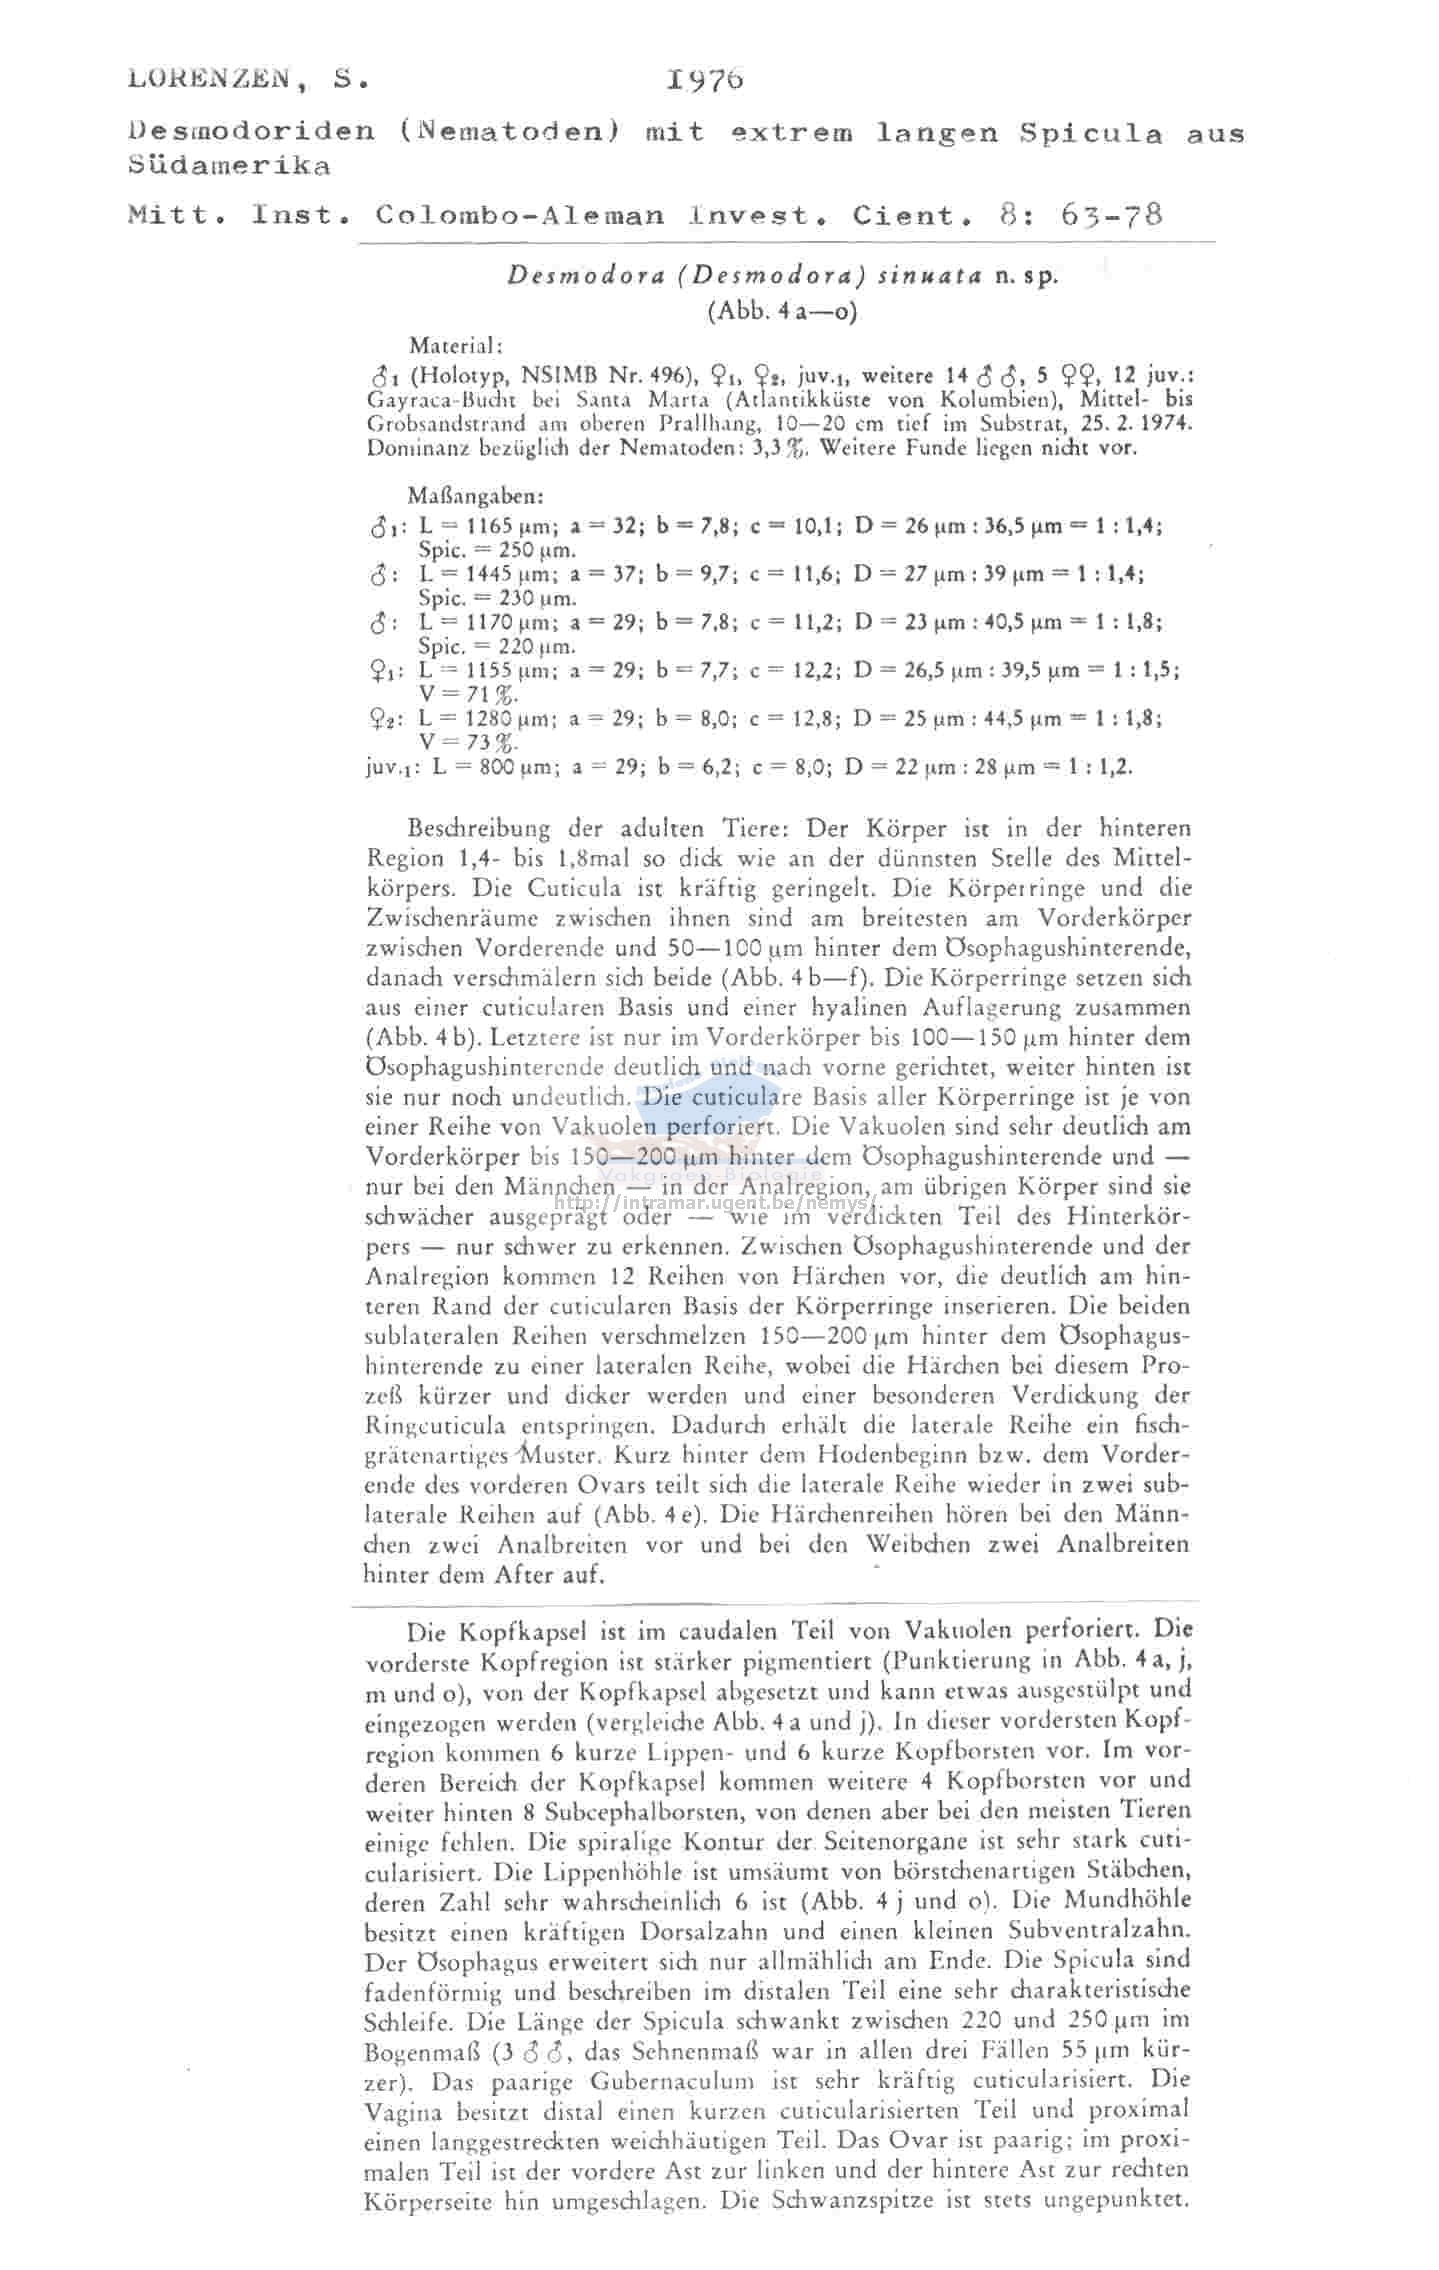 LORENZEN, S. 1976
Desmodoriden (Nematoden) mit extrem langen Spicula aus
Südamerika
Mitt. Inst. Colombo-Aleman Invest. Cient. 8: 63-78
Desmodora (Desmodora) sinuata n. sp.
(Abb. 4 a—o)
Material:
♂1 (Holotyp, NSIMB Nr. 496), ♀1, ♀2, juv.1, weitere 14 ♂♂, 5 ♀♀, 12 juv.:
Gayraca-Bucht bei Santa Marta (Atlantikküste von Kolumbien), Mittel- bis
Grobsandstrand am oberen Prallhang, 10—20 cm tief im Substrat, 25. 2. 1974.
Dominanz bezüglich der Nematoden: 3,3 %. Weitere Funde liegen nicht vor.
Maßangaben:
♂1: L = 1165 µm; a = 32; b = 7,8; c = 10,1; D = 26 µm : 36,5 µm = 1 : 1,4;
Spic. = 250 µm.
♂: L = 1445 µm; a = 37; b = 9,7; c = 11,6; D = 27 µm : 39 µm = 1 : 1,4;
Spic. = 230 µm.
♂: L = 1170 µm; a = 29; b = 7,8; c = 11,2; D = 23 µm : 40,5 µm = 1 : 1,8;
Spic. = 220 µm.
♀1: L = 1155 µm; a = 29; b = 7,7; c = 12,2; D = 26,5 µm : 39,5 µm = 1 : 1,5;
V = 71 %.
♀2: L = 1280 µm; a = 29; b = 8,0; c = 12,8; D = 25 µm : 44,5 µm = 1 : 1,8;
V = 73 %.
juv.1: L = 800 µm; a = 29; b = 6,2; c = 8,0; D = 22 µm : 28 µm = 1 : 1,2.
Beschreibung der adulten Tiere: Der Körper ist in der hinteren
Region 1,4- bis 1,8mal so dick wie an der dünnsten Stelle des Mittel-
körpers. Die Cuticula ist kräftig geringelt. Die Körperringe und die
Zwischenräume zwischen ihnen sind am breitesten am Vorderkörper
zwischen Vorderende und 50—100 µm hinter dem Ösophagushinterende,
danach verschmälern sich beide (Abb. 4 b—f). Die Körperringe setzen sich
aus einer cuticularen Basis und einer hyalinen Auflagerung zusammen
(Abb. 4 b). Letztere ist nur im Vorderkörper bis 100—150 µm hinter dem
Ösophagushinterende deutlich und nach vorne gerichtet, weiter hinten ist
sie nur noch undeutlich. Die cuticulare Basis aller Körperringe ist je von
einer Reihe von Vakuolen perforiert. Die Vakuolen sind sehr deutlich am
Vorderkörper bis 150—200 µm hinter dem Ösophagushinterende und —
Vakgroep Biologie
nur bei den Männchen — in der Analregion, am übrigen Körper sind sie
http://intramar.ugent.be/nemys/
schwächer ausgeprägt oder — wie im verdickten Teil des Hinterkör-
pers — nur schwer zu erkennen. Zwischen Ösophagushinterende und der
Analregion kommen 12 Reihen von Härchen vor, die deutlich am hin-
teren Rand der cuticularen Basis der Körperringe inserieren. Die beiden
sublateralen Reihen verschmelzen 150—200 µm hinter dem Ösophagus-
hinterende zu einer lateralen Reihe, wobei die Härchen bei diesem Pro-
zeß kürzer und dicker werden und einer besonderen Verdickung der
Ringcuticula entspringen. Dadurch erhält die laterale Reihe ein fisch-
grätenartiges Muster. Kurz hinter dem Hodenbeginn bzw. dem Vorder-
ende des vorderen Ovars teilt sich die laterale Reihe wieder in zwei sub-
laterale Reihen auf (Abb. 4 e). Die Härchenreihen hören bei den Männ-
chen zwei Analbreiten vor und bei den Weibchen zwei Analbreiten
hinter dem After auf.
Die Kopfkapsel ist im caudalen Teil von Vakuolen perforiert. Die
vorderste Kopfregion ist stärker pigmentiert (Punktierung in Abb. 4 a, j,
m und o), von der Kopfkapsel abgesetzt und kann etwas ausgestülpt und
eingezogen werden (vergleiche Abb. 4 a und j). In dieser vordersten Kopf-
region kommen 6 kurze Lippen- und 6 kurze Kopfborsten vor. Im vor-
deren Bereich der Kopfkapsel kommen weitere 4 Kopfborsten vor und
weiter hinten 8 Subcephalborsten, von denen aber bei den meisten Tieren
einige fehlen. Die spiralige Kontur der Seitenorgane ist sehr stark cuti-
cularisiert. Die Lippenhöhle ist umsäumt von börstchenartigen Stäbchen,
deren Zahl sehr wahrscheinlich 6 ist (Abb. 4 j und o). Die Mundhöhle
besitzt einen kräftigen Dorsalzahn und einen kleinen Subventralzahn.
Der Ösophagus erweitert sich nur allmählich am Ende. Die Spicula sind
fadenförmig und beschreiben im distalen Teil eine sehr charakteristische
Schleife. Die Länge der Spicula schwankt zwischen 220 und 250 µm im
Bogenmaß (3 ♂♂, das Sehnenmaß war in allen drei Fällen 55 µm kür-
zer). Das paarige Gubernaculum ist sehr kräftig cuticularisiert. Die
Vagina besitzt distal einen kurzen cuticularisierten Teil und proximal
einen langgestreckten weichhäutigen Teil. Das Ovar ist paarig; im proxi-
malen Teil ist der vordere Ast zur linken und der hintere Ast zur rechten
Körperseite hin umgeschlagen. Die Schwanzspitze ist stets ungepunktet.